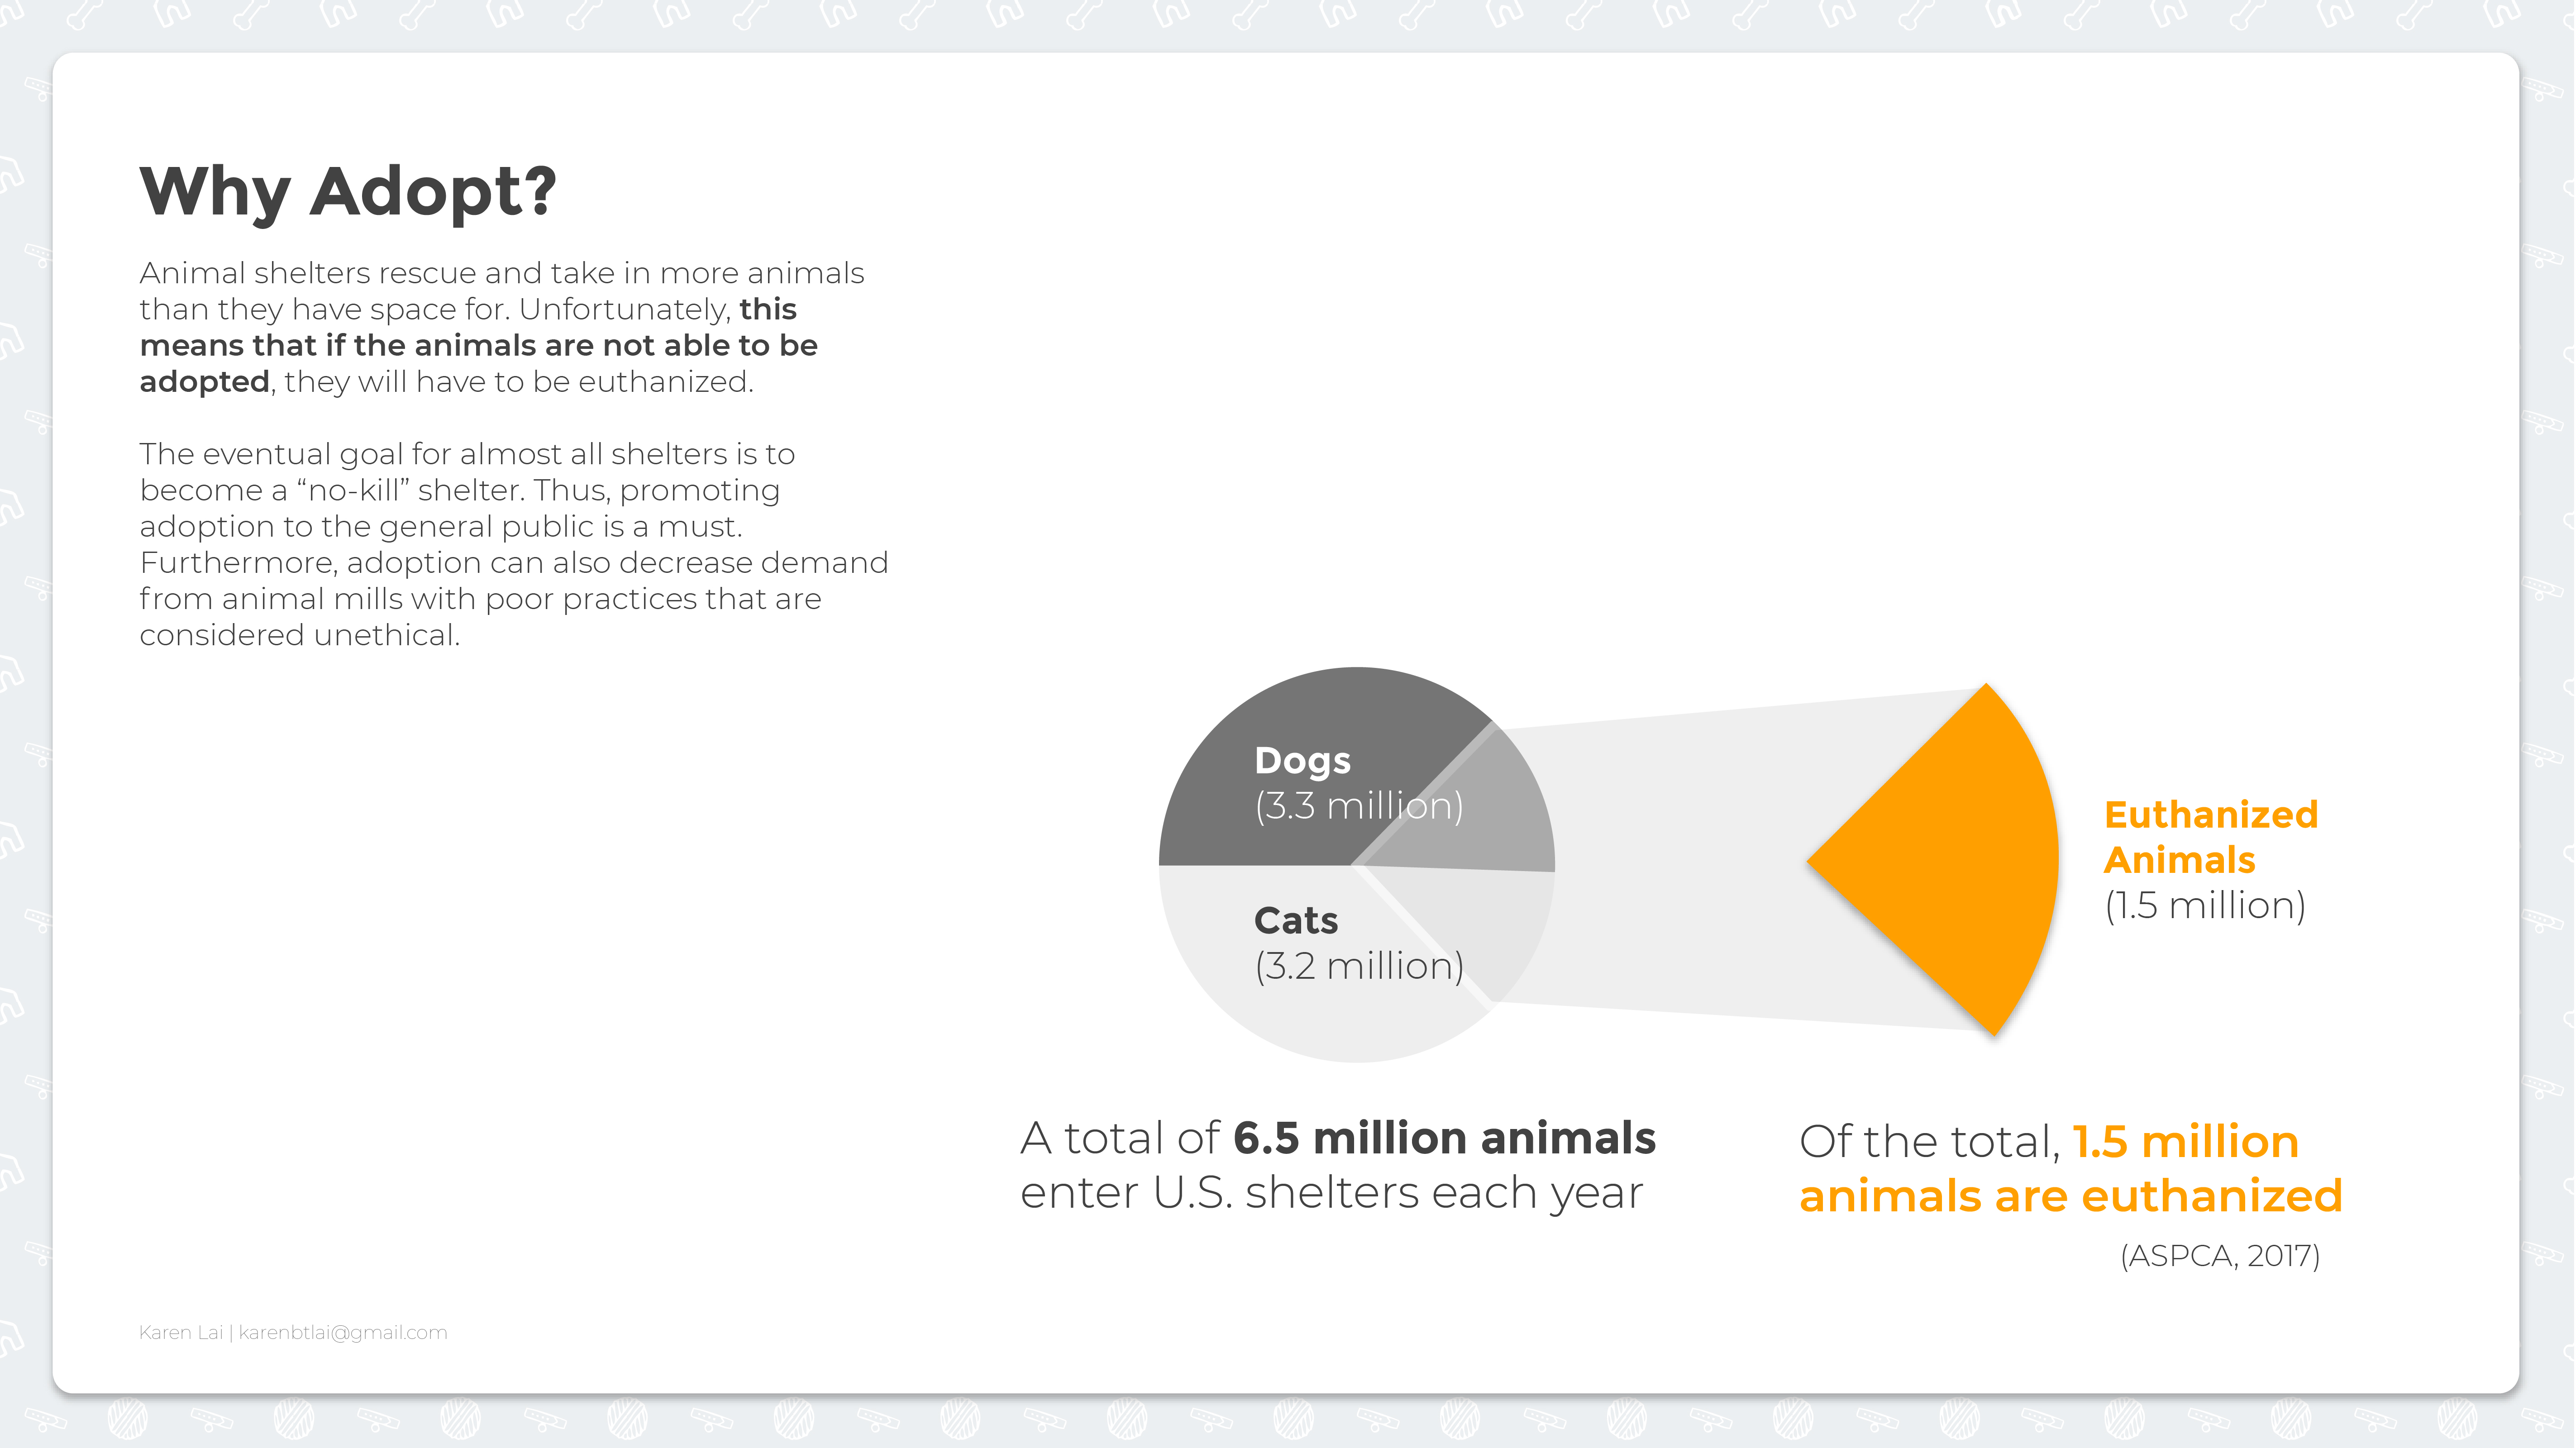 Why Adopt?
Animal shelters rescue and take in more animals
than they have space for. Unfortunately, this
means that if the animals are not able to be
adopted, they will have to be euthanized.
The eventual goal for almost all shelters is to
become a “no-kill” shelter. Thus, promoting
adoption to the general public is a must.
Furthermore, adoption can also decrease demand
from animal mills with poor practices that are
considered unethical.
Dogs
(3.3 million)
Cats
(3.2 million)
Euthanized
Animals
(1.5 million)
A total of 6.5 million animals
enter U.S. shelters each year
Of the total, 1.5 million
animals are euthanized
(ASPCA, 2017)
Karen Lai | karenbtlai@gmail.com